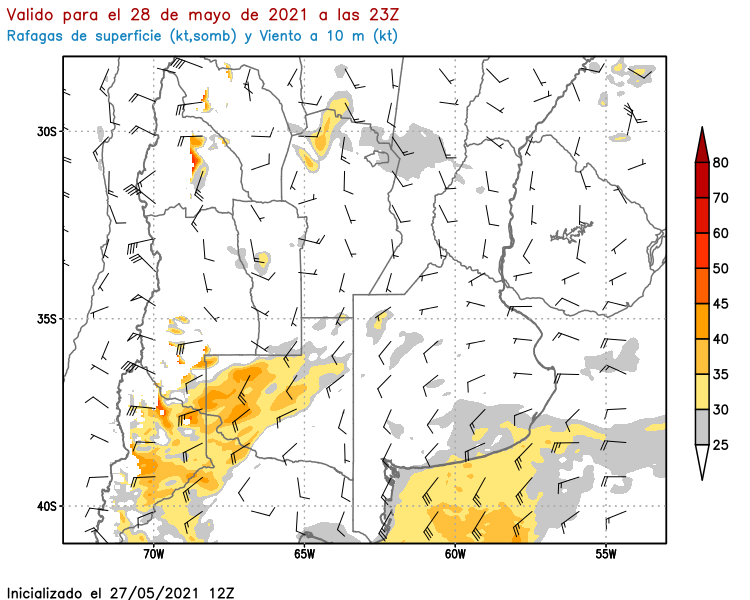 Valido para el 28 de mayo de 2021 a las 23Z
Rafagas de superficie (kt,somb) y Viento a 10 m (kt)
30S
35S
40S
70W
65W
60W
55W
80
70
60
50
45
40
35
30
25
Inicializado el 27/05/2021 12Z